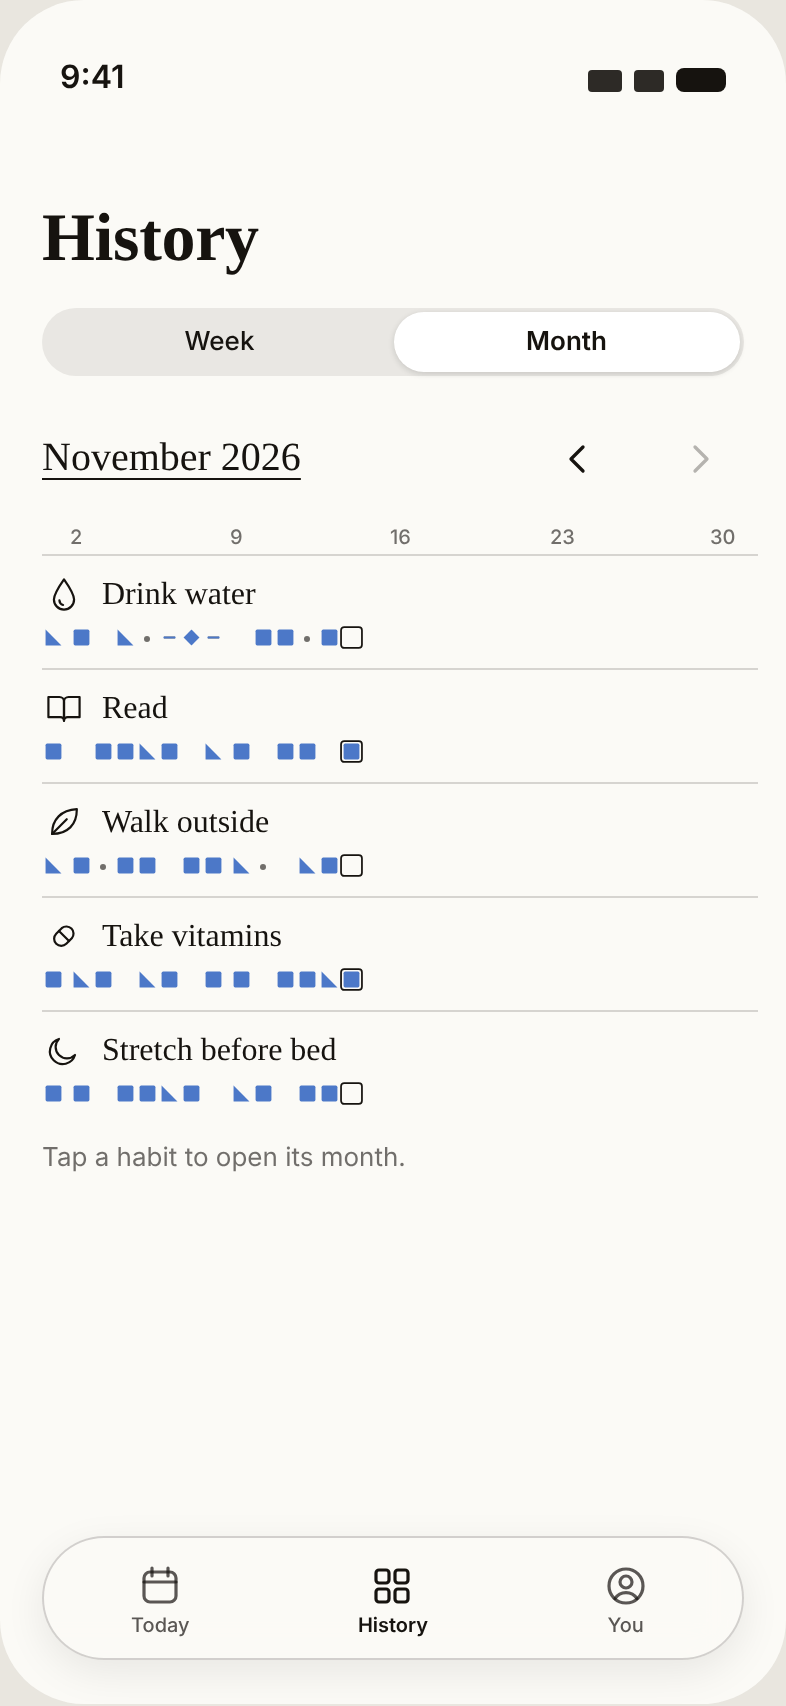 9:41
History
Week Month
November 2026
2 9 16 23 30
Drink water
Read
Walk outside
Take vitamins
Stretch before bed
Tap a habit to open its month.
Today History You